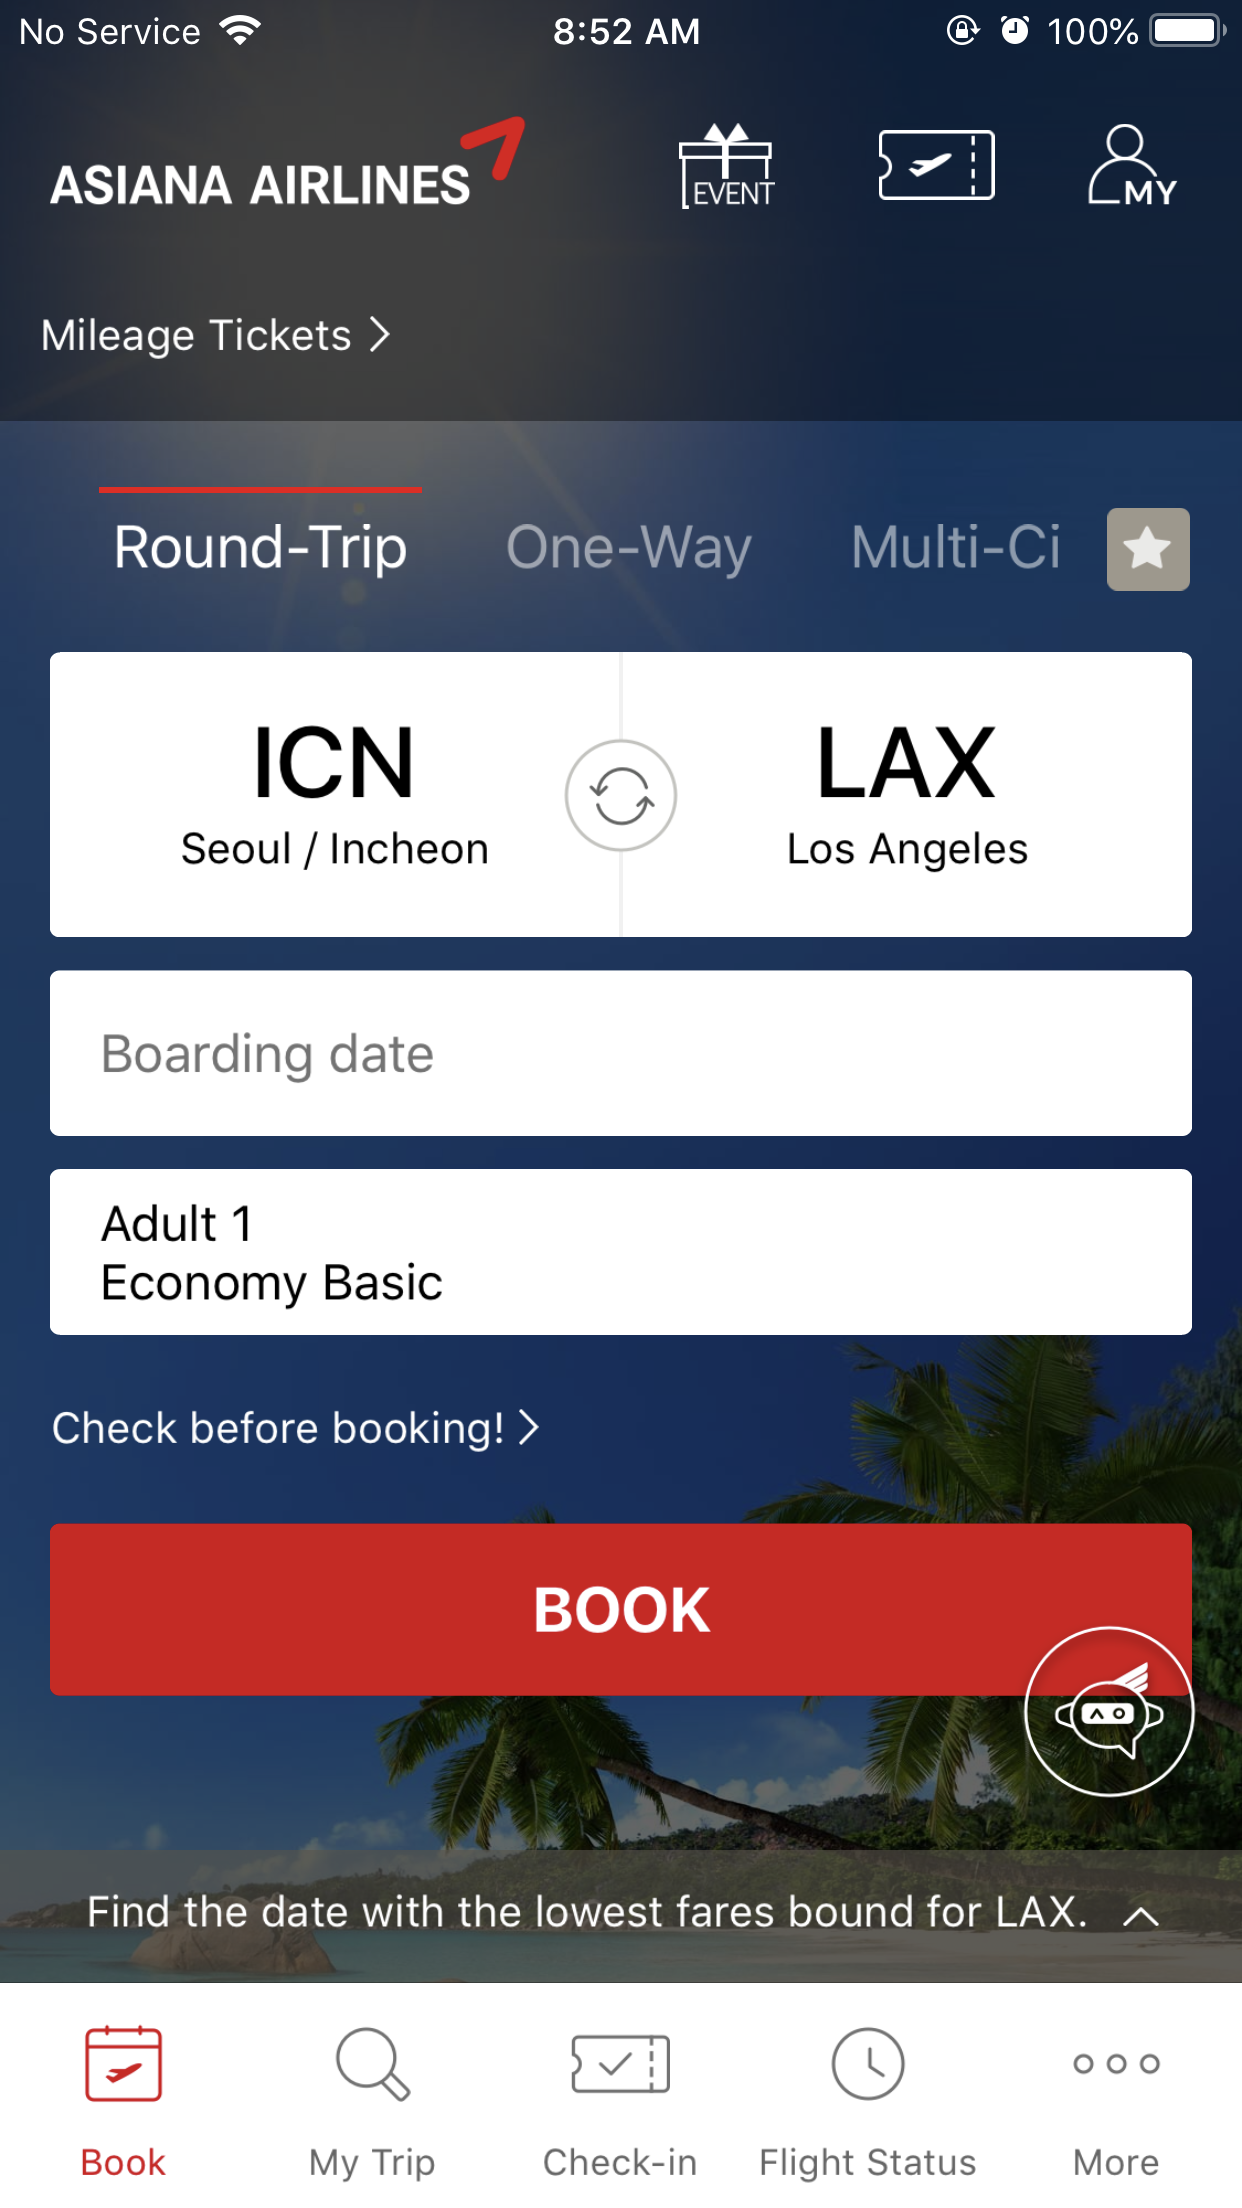 No Service 8:52 AM 100%
ASIANA AIRLINES EVENT MY
Mileage Tickets
Round-Trip One-Way Multi-Ci
ICN LAX
Seoul / Incheon Los Angeles
Boarding date
Adult 1
Economy Basic
Check before booking!
BOOK
Find the date with the lowest fares bound for LAX.
Book My Trip Check-in Flight Status More